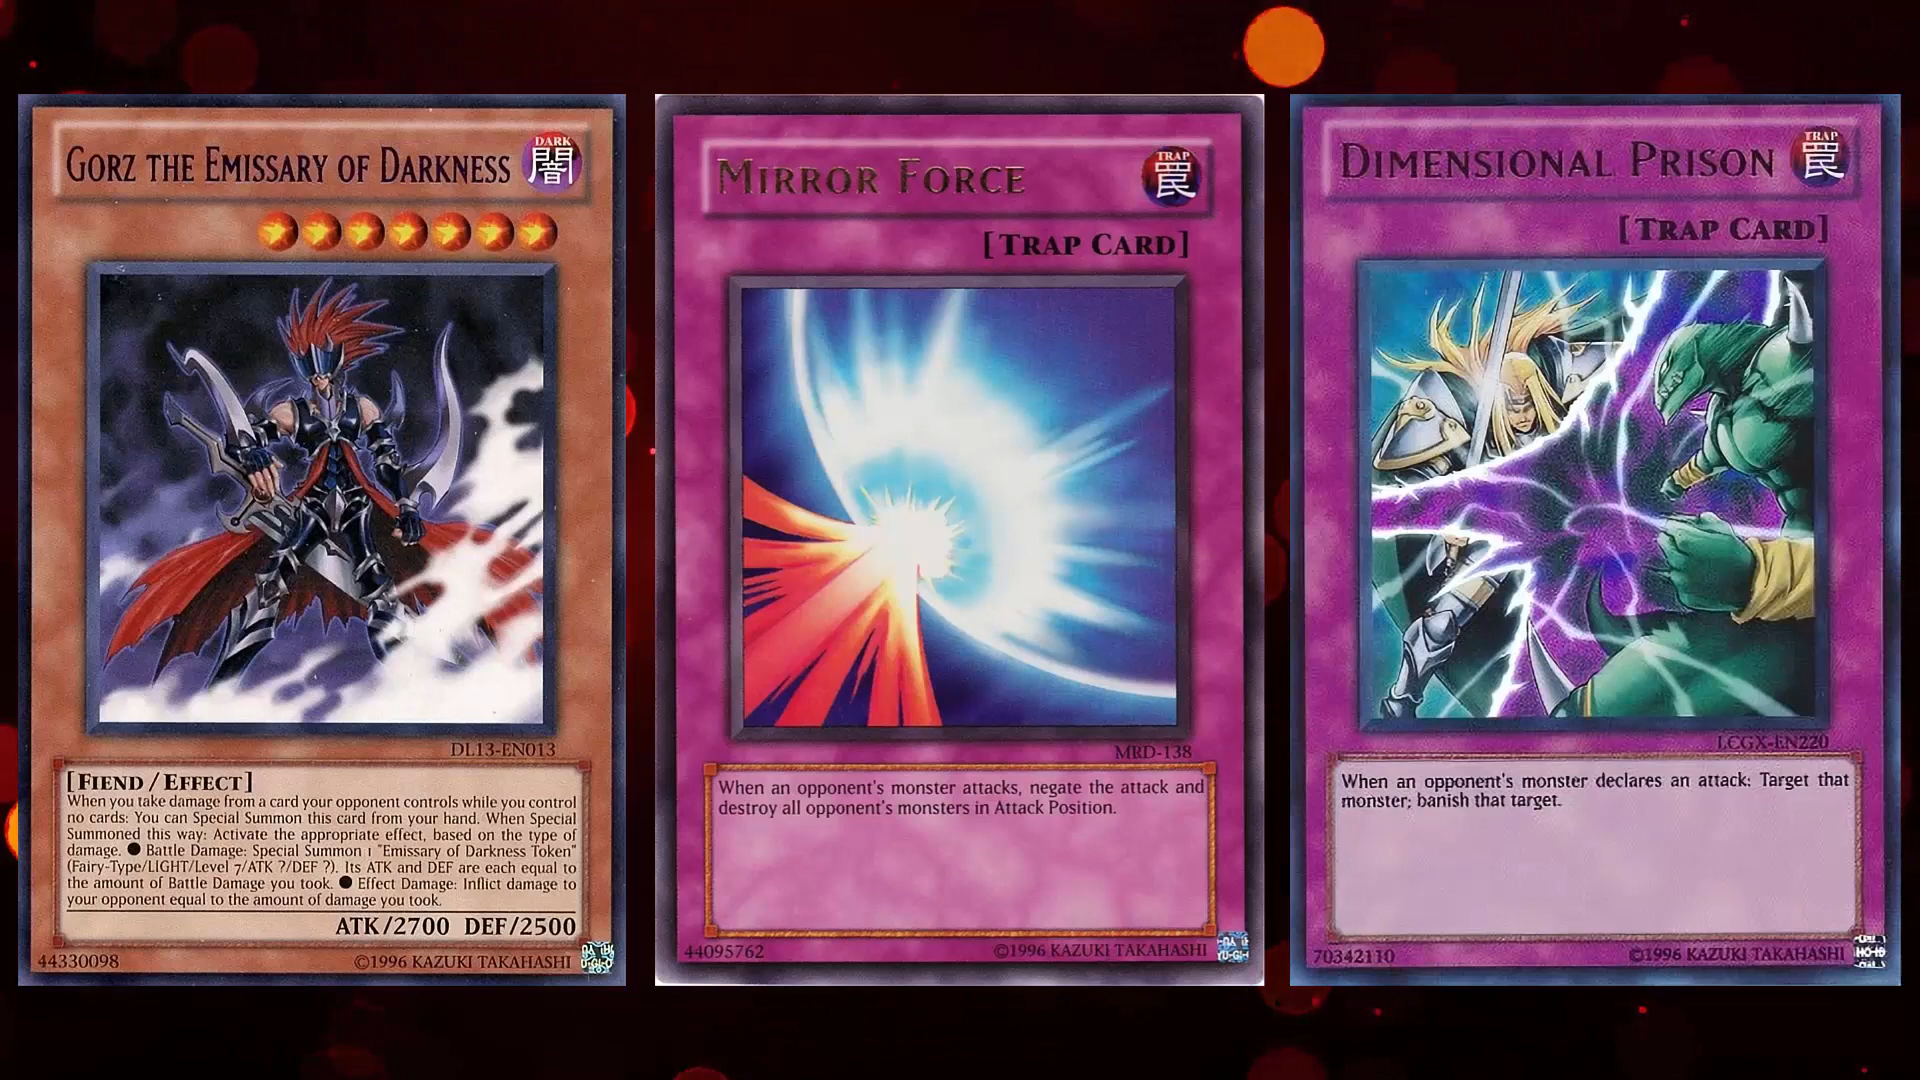 GORZ THE EMISSARY OF DARKNESS
DARK
闇
DL13-EN013
[FIEND / EFFECT]
When you take damage from a card your opponent controls while you control
no cards: You can Special Summon this card from your hand. When Special
Summoned this way: Activate the appropriate effect, based on the type of
damage. ● Battle Damage: Special Summon 1 "Emissary of Darkness Token"
(Fairy-Type/LIGHT/Level 7/ATK ?/DEF ?). Its ATK and DEF are each equal to
the amount of Battle Damage you took. ● Effect Damage: Inflict damage to
your opponent equal to the amount of damage you took.
ATK/2700 DEF/2500
44330098
©1996 KAZUKI TAKAHASHI
MIRROR FORCE
TRAP
罠
[TRAP CARD]
MRD-138
When an opponent's monster attacks, negate the attack and
destroy all opponent's monsters in Attack Position.
44095762
©1996 KAZUKI TAKAHASHI
DIMENSIONAL PRISON
TRAP
罠
[TRAP CARD]
LCGX-EN220
When an opponent's monster declares an attack: Target that
monster; banish that target.
70342110
©1996 KAZUKI TAKAHASHI